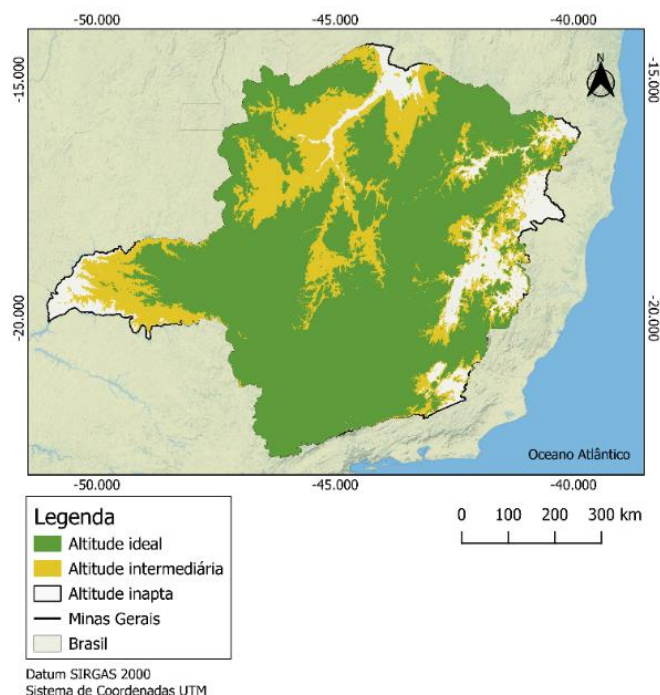 -50.000 -45.000 -40.000
-15.000 -15.000
N
-20.000 -20.000
Oceano Atlântico
-50.000 -45.000 -40.000
Legenda
Altitude ideal
Altitude intermediária
Altitude inapta
Minas Gerais
Brasil
0 100 200 300 km
Datum SIRGAS 2000
Sistema de Coordenadas UTM